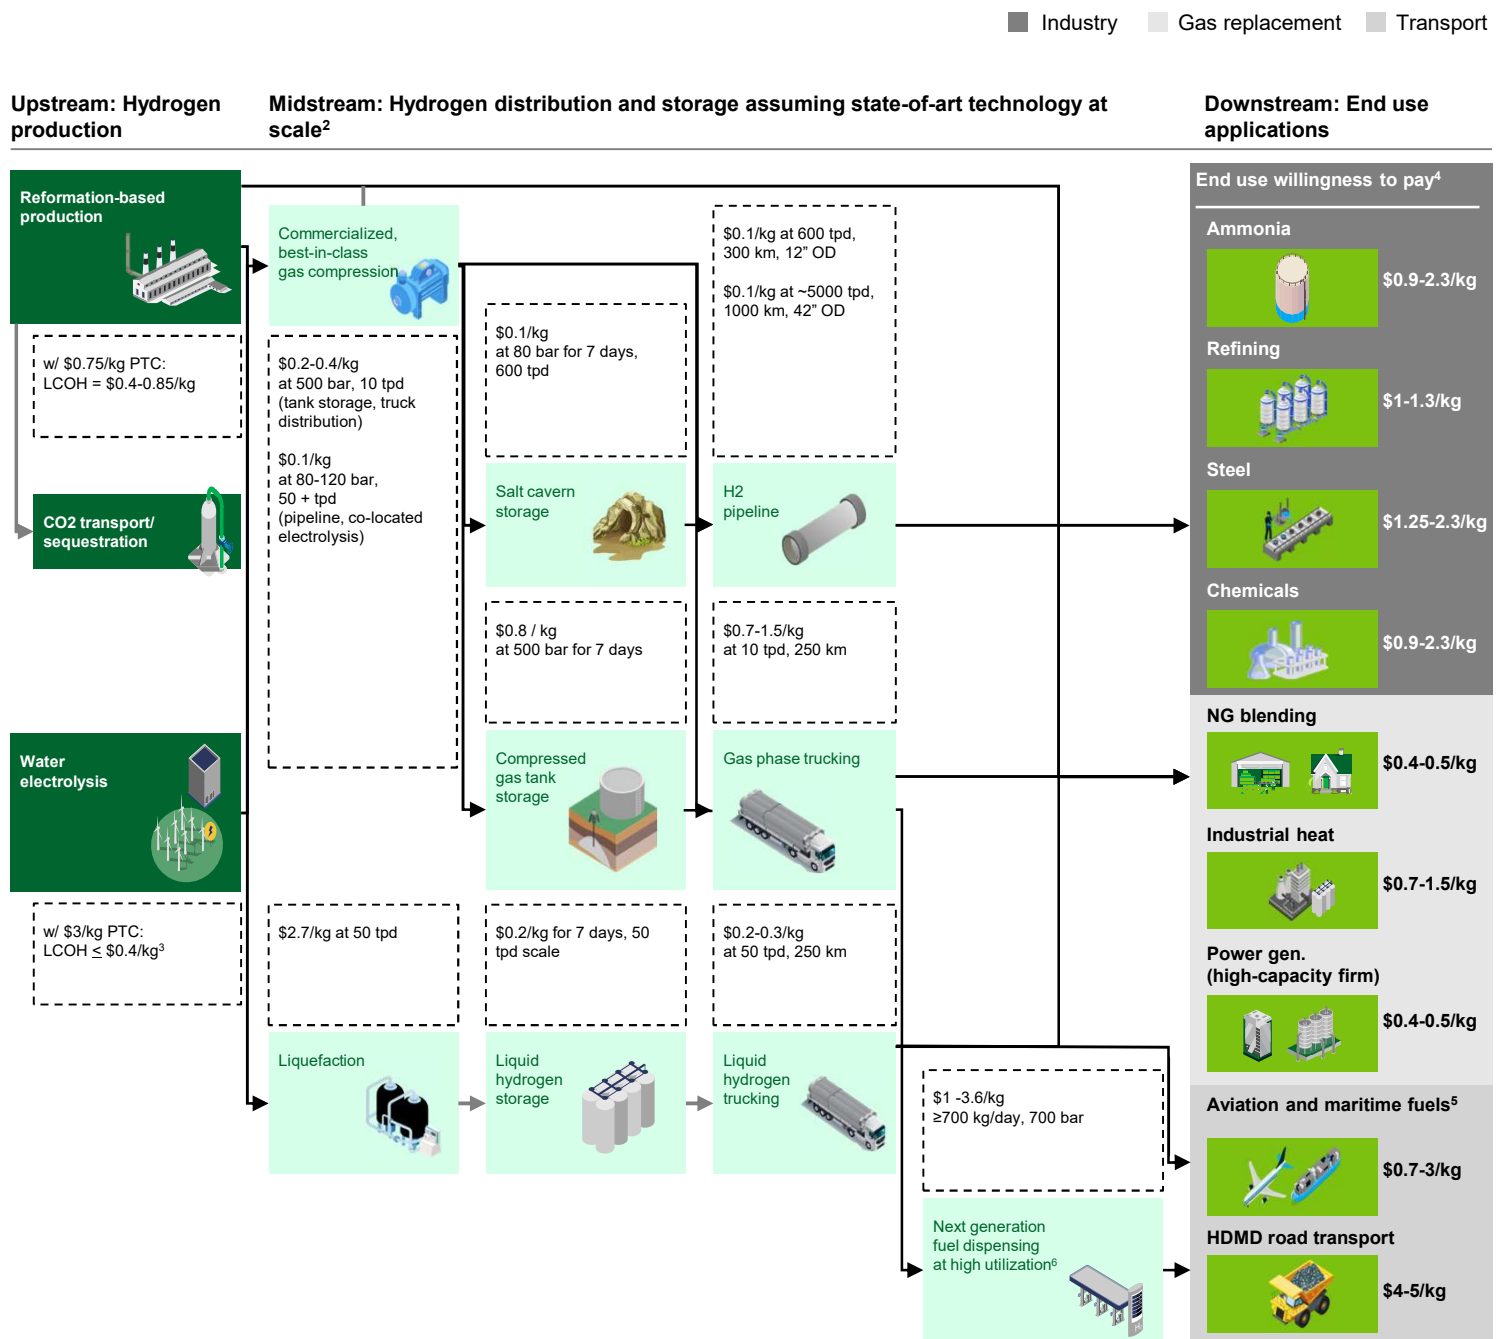 Industry
Gas replacement
Transport
Upstream: Hydrogen
production
Midstream: Hydrogen distribution and storage assuming state-of-art technology at
scale²
Downstream: End use
applications
Reformation-based
production
w/ $0.75/kg PTC:
LCOH = $0.4-0.85/kg
CO2 transport/
sequestration
Water
electrolysis
w/ $3/kg PTC:
LCOH ≤ $0.4/kg³
Commercialized,
best-in-class
gas compression
$0.2-0.4/kg
at 500 bar, 10 tpd
(tank storage, truck
distribution)
$0.1/kg
at 80-120 bar,
50 + tpd
(pipeline, co-located
electrolysis)
$2.7/kg at 50 tpd
Liquefaction
$0.1/kg
at 80 bar for 7 days,
600 tpd
Salt cavern
storage
$0.8 / kg
at 500 bar for 7 days
Compressed
gas tank
storage
$0.2/kg for 7 days, 50
tpd scale
Liquid
hydrogen
storage
$0.1/kg at 600 tpd,
300 km, 12” OD
$0.1/kg at ~5000 tpd,
1000 km, 42” OD
H2
pipeline
$0.7-1.5/kg
at 10 tpd, 250 km
Gas phase trucking
$0.2-0.3/kg
at 50 tpd, 250 km
Liquid
hydrogen
trucking
$1 -3.6/kg
≥700 kg/day, 700 bar
Next generation
fuel dispensing
at high utilization⁶
End use willingness to pay⁴
Ammonia
$0.9-2.3/kg
Refining
$1-1.3/kg
Steel
$1.25-2.3/kg
Chemicals
$0.9-2.3/kg
NG blending
$0.4-0.5/kg
Industrial heat
$0.7-1.5/kg
Power gen.
(high-capacity firm)
$0.4-0.5/kg
Aviation and maritime fuels⁵
$0.7-3/kg
HDMD road transport
$4-5/kg